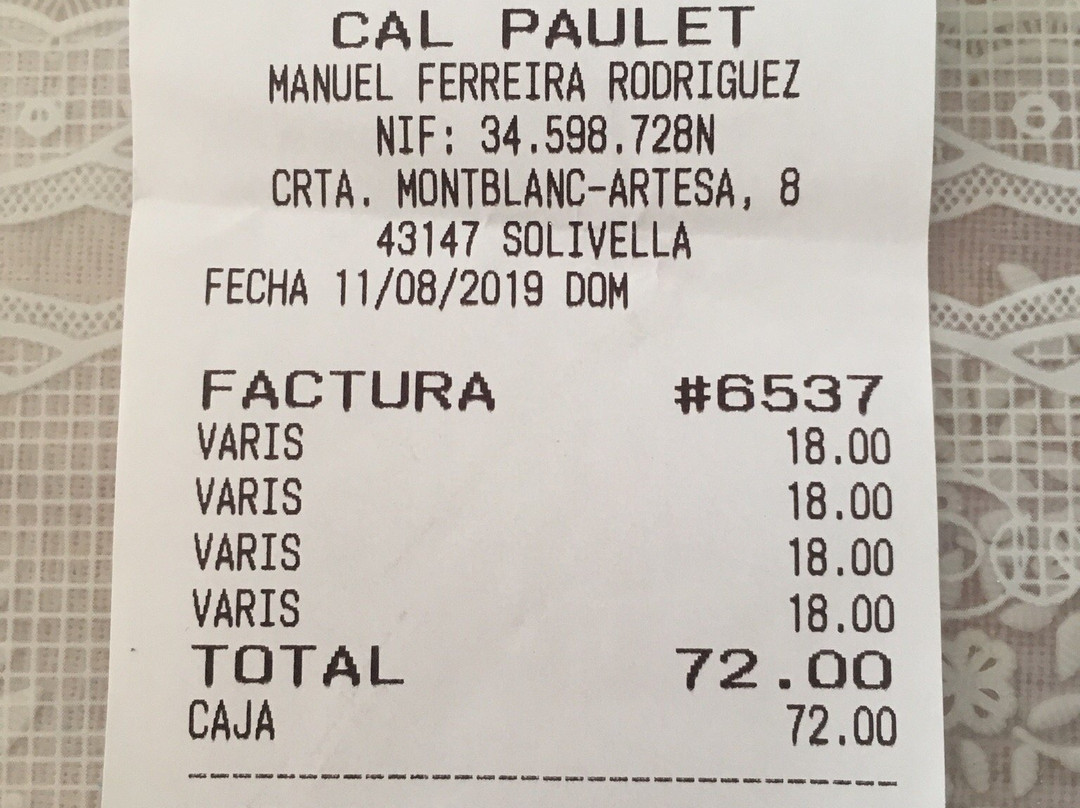 CAL PAULET
MANUEL FERREIRA RODRIGUEZ
NIF: 34.598.728N
CRTA. MONTBLANC-ARTESA, 8
43147 SOLIVELLA
FECHA 11/08/2019 DOM
FACTURA #6537
VARIS 18.00
VARIS 18.00
VARIS 18.00
VARIS 18.00
TOTAL 72.00
CAJA 72.00